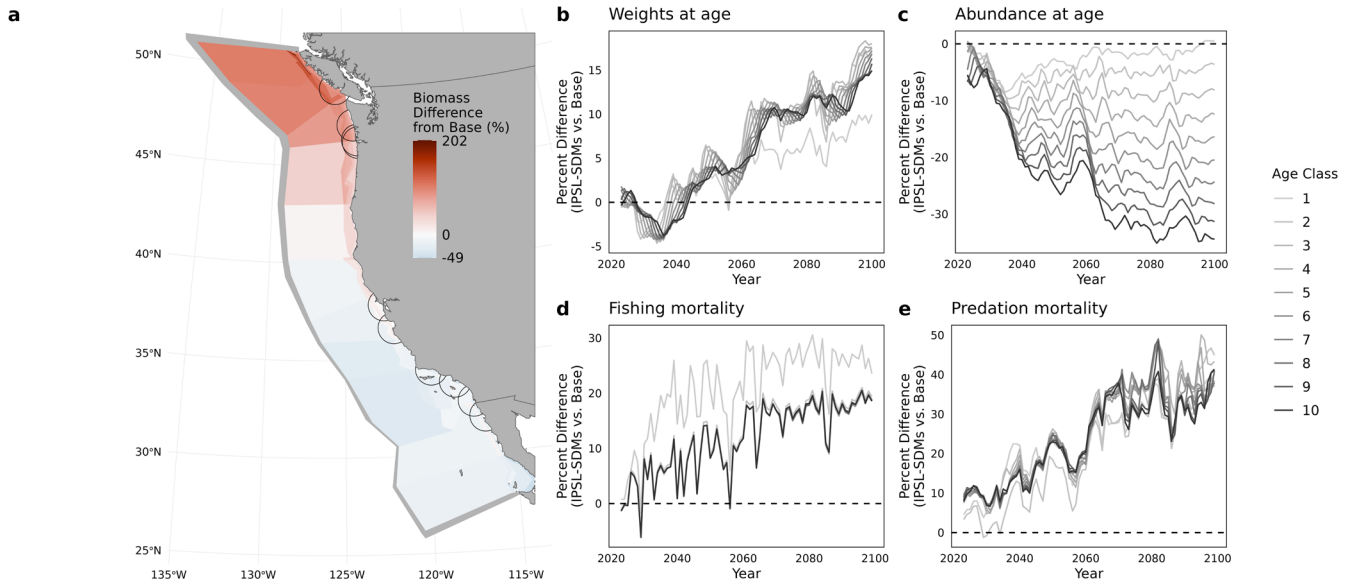 a
50°N
45°N
40°N
35°N
30°N
25°N
135°W
130°W
125°W
120°W
115°W
Biomass
Difference
from Base (%)
202
0
-49
b
Weights at age
Percent Difference
(IPSL-SDMs vs. Base)
15
10
5
0
-5
2020
2040
2060
2080
2100
Year
c
Abundance at age
Percent Difference
(IPSL-SDMs vs. Base)
0
-10
-20
-30
2020
2040
2060
2080
2100
Year
d
Fishing mortality
Percent Difference
(IPSL-SDMs vs. Base)
30
20
10
0
2020
2040
2060
2080
2100
Year
e
Predation mortality
Percent Difference
(IPSL-SDMs vs. Base)
50
40
30
20
10
0
2020
2040
2060
2080
2100
Year
Age Class
1
2
3
4
5
6
7
8
9
10